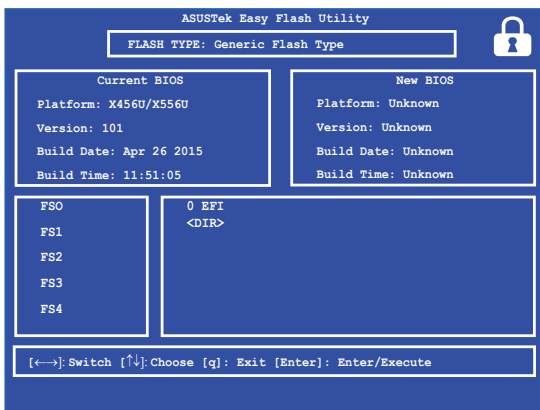 ASUSTek Easy Flash Utility
FLASH TYPE: Generic Flash Type
Current BIOS
Platform: X456U/X556U
Version: 101
Build Date: Apr 26 2015
Build Time: 11:51:05
New BIOS
Platform: Unknown
Version: Unknown
Build Date: Unknown
Build Time: Unknown
FSO
FS1
FS2
FS3
FS4
0 EFI
<DIR>
[←→]: Switch [↑↓]: Choose [q]: Exit [Enter]: Enter/Execute